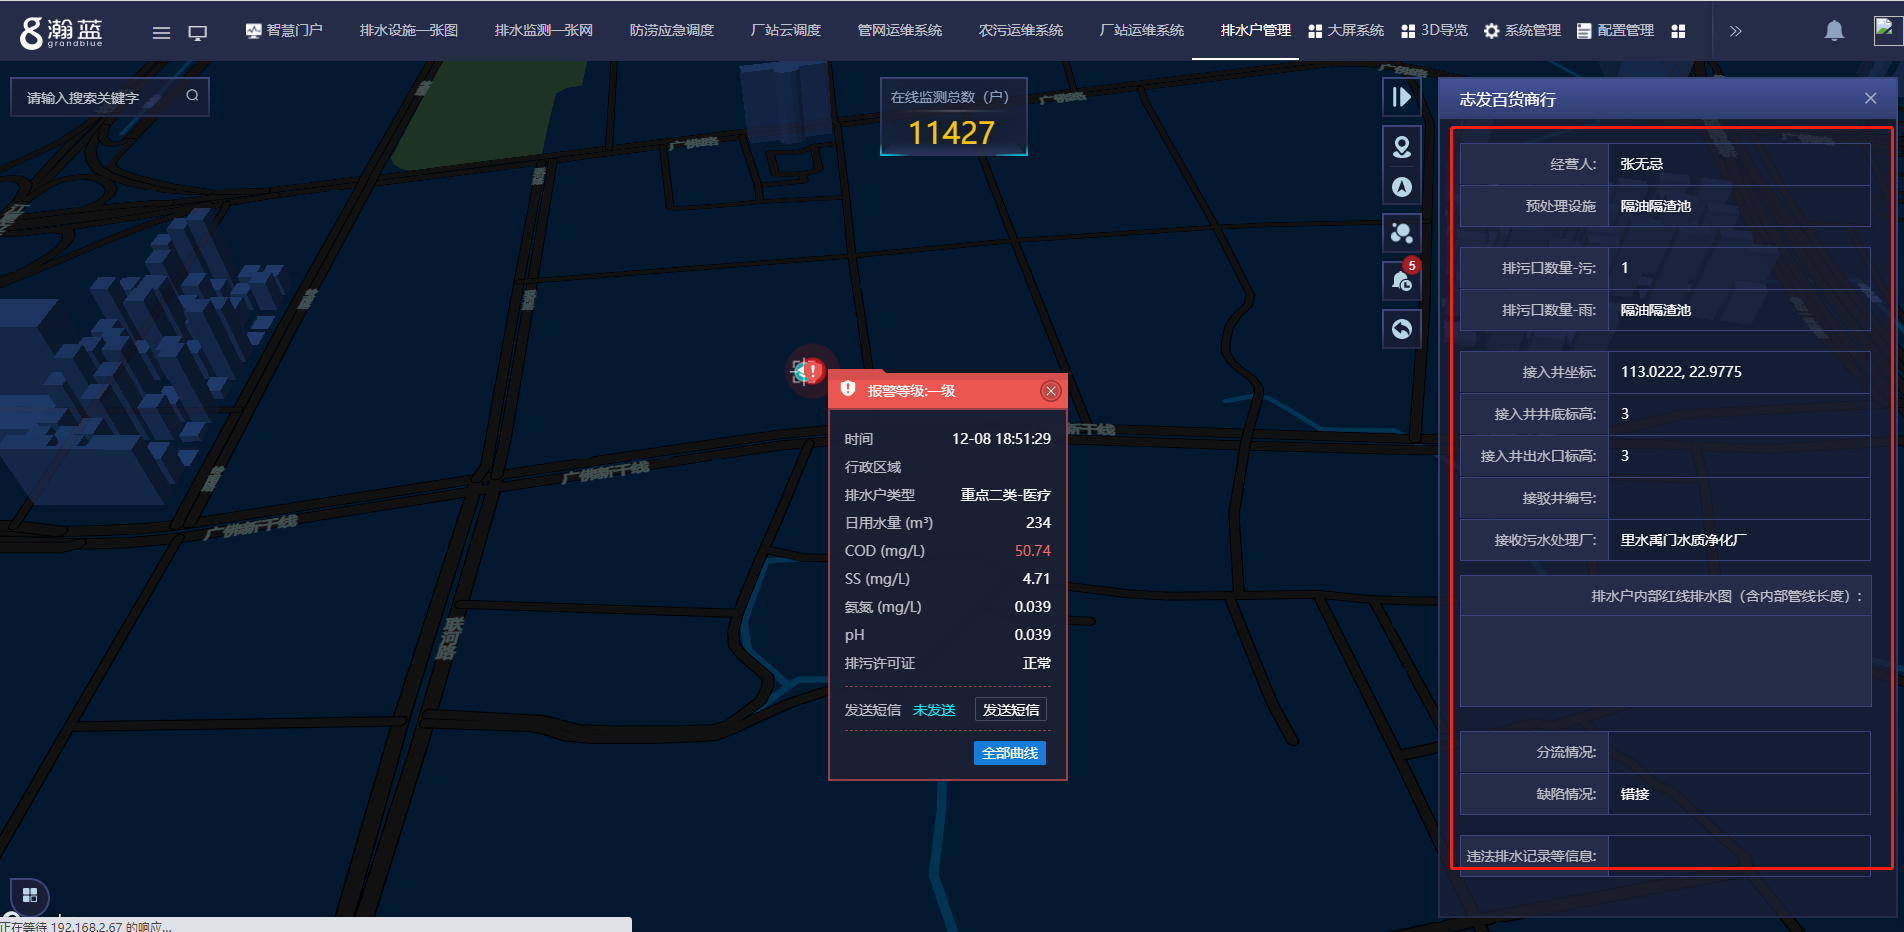 瀚蓝
grandblue
智慧门户
排水设施一张图
排水监测一张网
防涝应急调度
厂站云调度
管网运维系统
农污运维系统
厂站运维系统
排水户管理
大屏系统
3D导览
系统管理
配置管理
请输入搜索关键字
在线监测总数（户）
11427
广佛路
广佛路
广佛新干线
广佛新干线
新干线
联河路
5
报警等级:一级
时间 12-08 18:51:29
行政区域
排水户类型 重点二类-医疗
日用水量 (m³) 234
COD (mg/L) 50.74
SS (mg/L) 4.71
氨氮 (mg/L) 0.039
pH 0.039
排污许可证 正常
发送短信 未发送 发送短信
全部曲线
志发百货商行
经营人: 张无忌
预处理设施 隔油隔渣池
排污口数量-污: 1
排污口数量-雨: 隔油隔渣池
接入井坐标: 113.0222, 22.9775
接入井井底标高: 3
接入井出水口标高: 3
接驳井编号:
接收污水处理厂: 里水禹门水质净化厂
排水户内部红线排水图（含内部管线长度）:
分流情况:
缺陷情况: 错接
违法排水记录等信息:
正在等待 192.168.2.67 的响应...